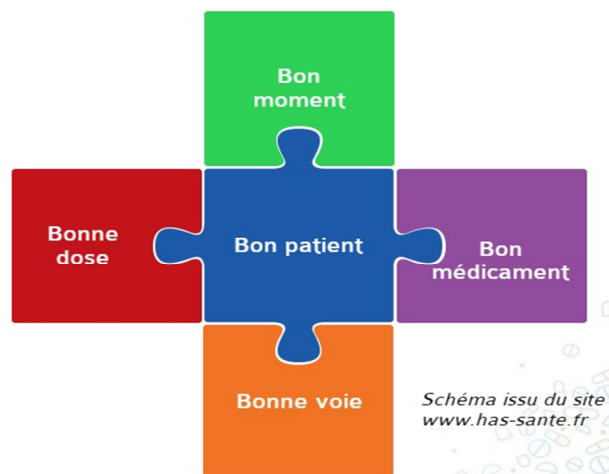 Bon
moment
Bonne
dose
Bon patient
Bon
médicament
Bonne voie
Schéma issu du site
www.has-sante.fr